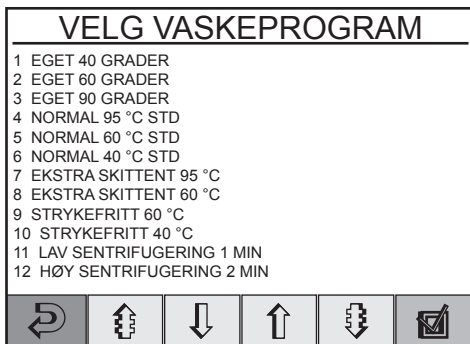 VELG VASKEPROGRAM
1 EGET 40 GRADER
2 EGET 60 GRADER
3 EGET 90 GRADER
4 NORMAL 95 °C STD
5 NORMAL 60 °C STD
6 NORMAL 40 °C STD
7 EKSTRA SKITTENT 95 °C
8 EKSTRA SKITTENT 60 °C
9 STRYKEFRITT 60 °C
10 STRYKEFRITT 40 °C
11 LAV SENTRIFUGERING 1 MIN
12 HØY SENTRIFUGERING 2 MIN